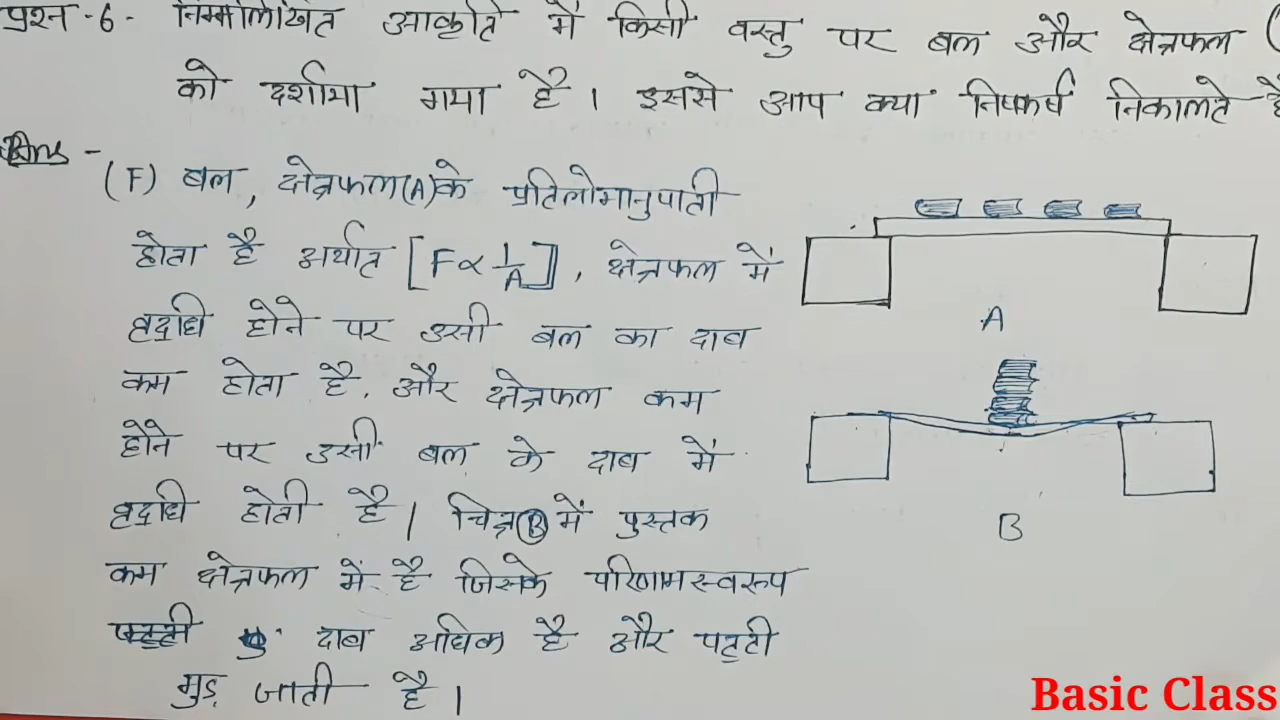 प्रश्न -6- निम्नलिखित आकृति में किसी वस्तु पर बल और क्षेत्रफल (
को दर्शाया गया है । इससे आप क्या निष्कर्ष निकालते है
Ans -
(F) बल, क्षेत्रफल(A)के प्रतिलोमानुपाती
होता है अर्थात [F∝ 1/A], क्षेत्रफल में
व्रद्धि होने पर उसी बल का दाब
कम होता है. और क्षेत्रफल कम
होने पर उसी बल के दाब में
व्रद्धि होती है। चित्र(B)में पुस्तक
कम क्षेत्रफल में है जिसके परिणामस्वरूप
दाब अधिक है और पट्टी
मुड़ जाती है ।
A
B
Basic Class